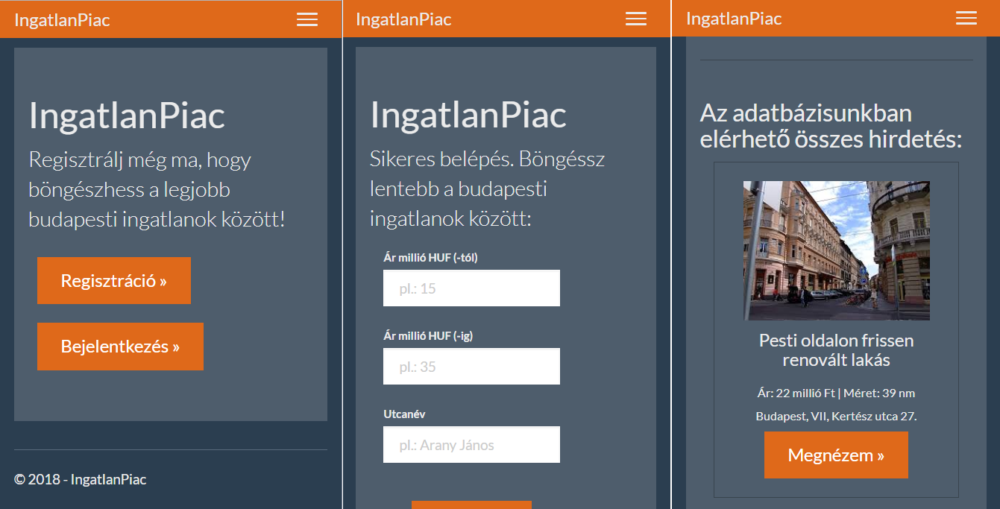 IngatlanPiac
IngatlanPiac
Regisztrálj még ma, hogy
böngészhess a legjobb
budapesti ingatlanok között!
Regisztráció »
Bejelentkezés »
© 2018 - IngatlanPiac
IngatlanPiac
IngatlanPiac
Sikeres belépés. Böngéssz
lentebb a budapesti
ingatlanok között:
Ár millió HUF (-tól)
pl.: 15
Ár millió HUF (-ig)
pl.: 35
Utcanév
pl.: Arany János
IngatlanPiac
Az adatbázisunkban
elérhető összes hirdetés:
Pesti oldalon frissen
renovált lakás
Ár: 22 millió Ft | Méret: 39 nm
Budapest, VII, Kertész utca 27.
Megnézem »